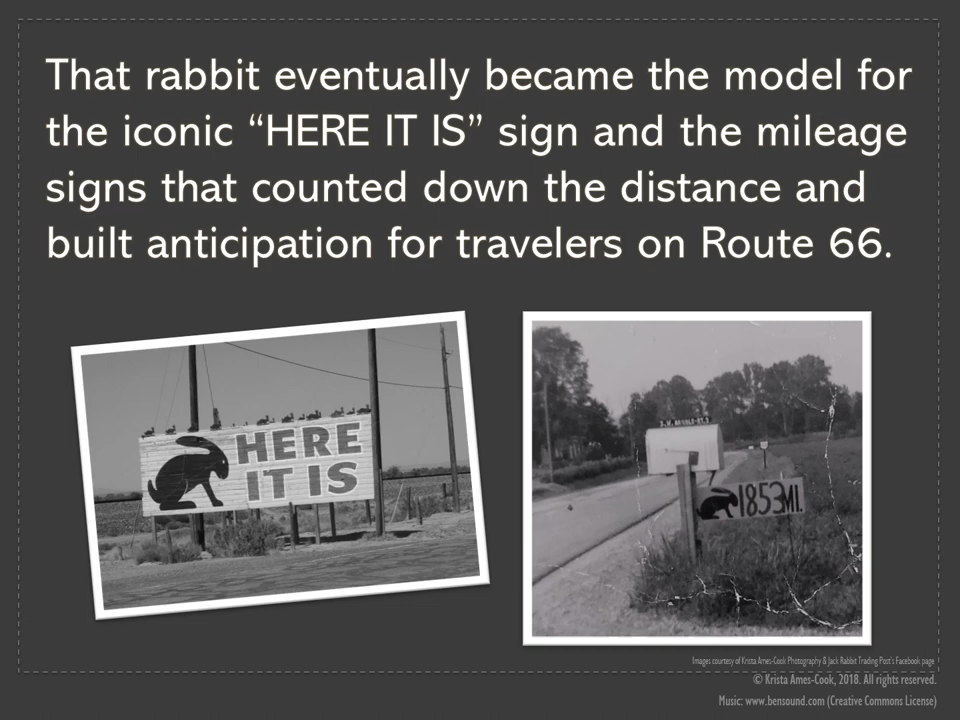 That rabbit eventually became the model for
the iconic “HERE IT IS” sign and the mileage
signs that counted down the distance and
built anticipation for travelers on Route 66.
HERE
IT IS
1853MI.
Images courtesy of Krista Ames-Cook Photography & Jack Rabbit Trading Post's Facebook page
© Krista Ames-Cook, 2018. All rights reserved.
Music: www.bensound.com (Creative Commons License)